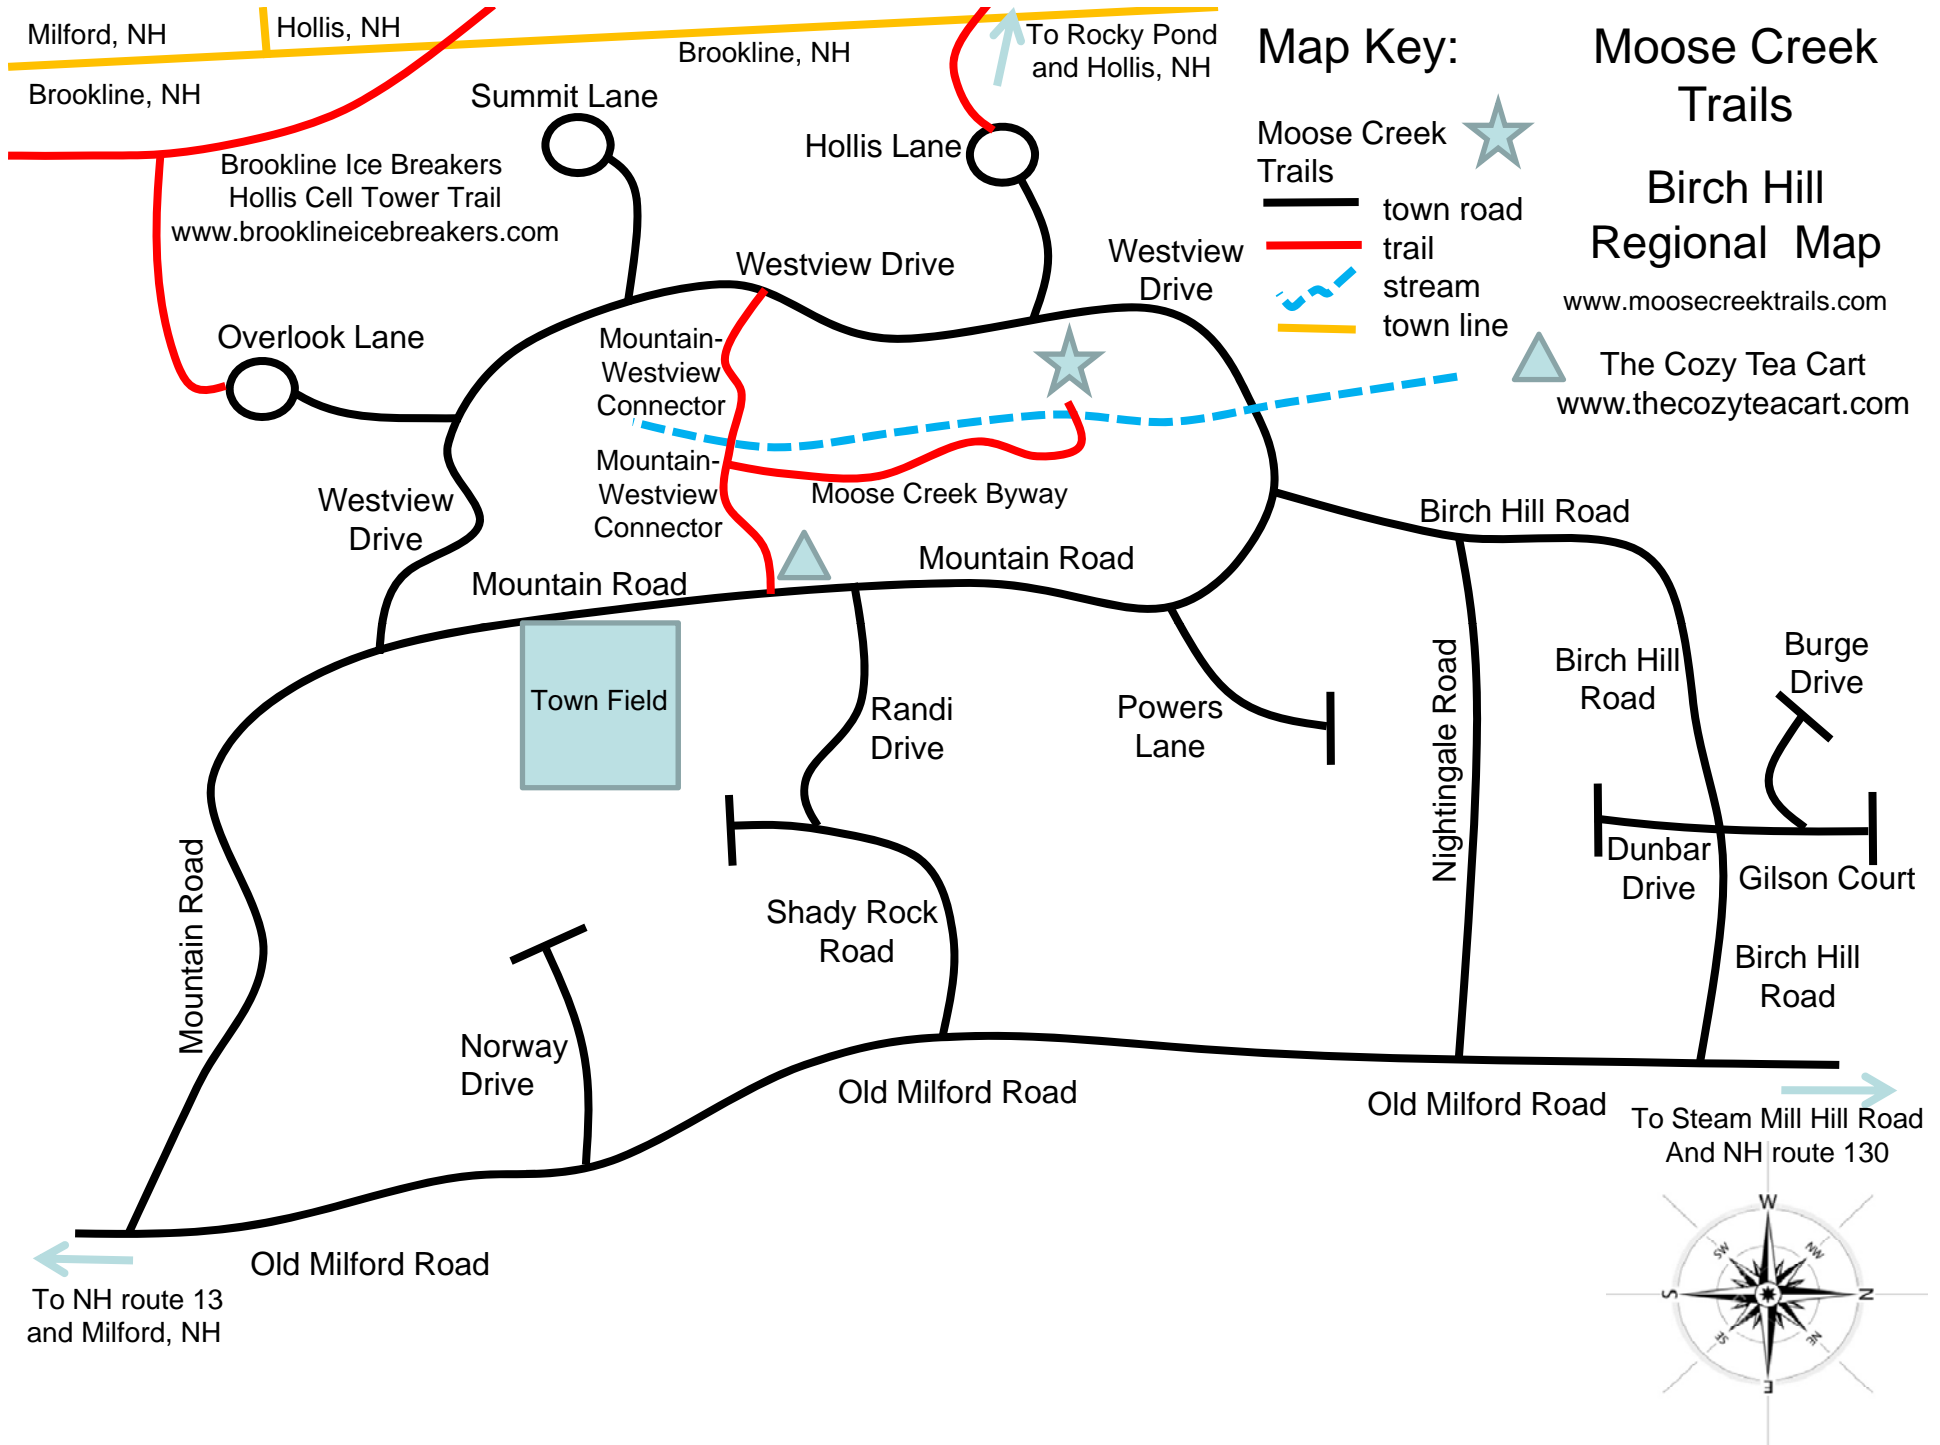 Milford, NH
Hollis, NH
Brookline, NH
Brookline, NH
To Rocky Pond
and Hollis, NH
Map Key:
Moose Creek
Trails
Moose Creek
Trails
town road
trail
stream
town line
Birch Hill
Regional Map
www.moosecreektrails.com
The Cozy Tea Cart
www.thecozyteacart.com
Summit Lane
Hollis Lane
Brookline Ice Breakers
Hollis Cell Tower Trail
www.brooklineicebreakers.com
Westview Drive
Westview
Drive
Overlook Lane
Mountain-
Westview
Connector
Mountain-
Westview
Connector
Moose Creek Byway
Westview
Drive
Mountain Road
Mountain Road
Birch Hill Road
Town Field
Randi
Drive
Powers
Lane
Nightingale Road
Birch Hill
Road
Burge
Drive
Dunbar
Drive
Gilson Court
Mountain Road
Shady Rock
Road
Birch Hill
Road
Norway
Drive
Old Milford Road
Old Milford Road
To Steam Mill Hill Road
And NH route 130
Old Milford Road
To NH route 13
and Milford, NH
W
SW
NW
S
N
SE
NE
E